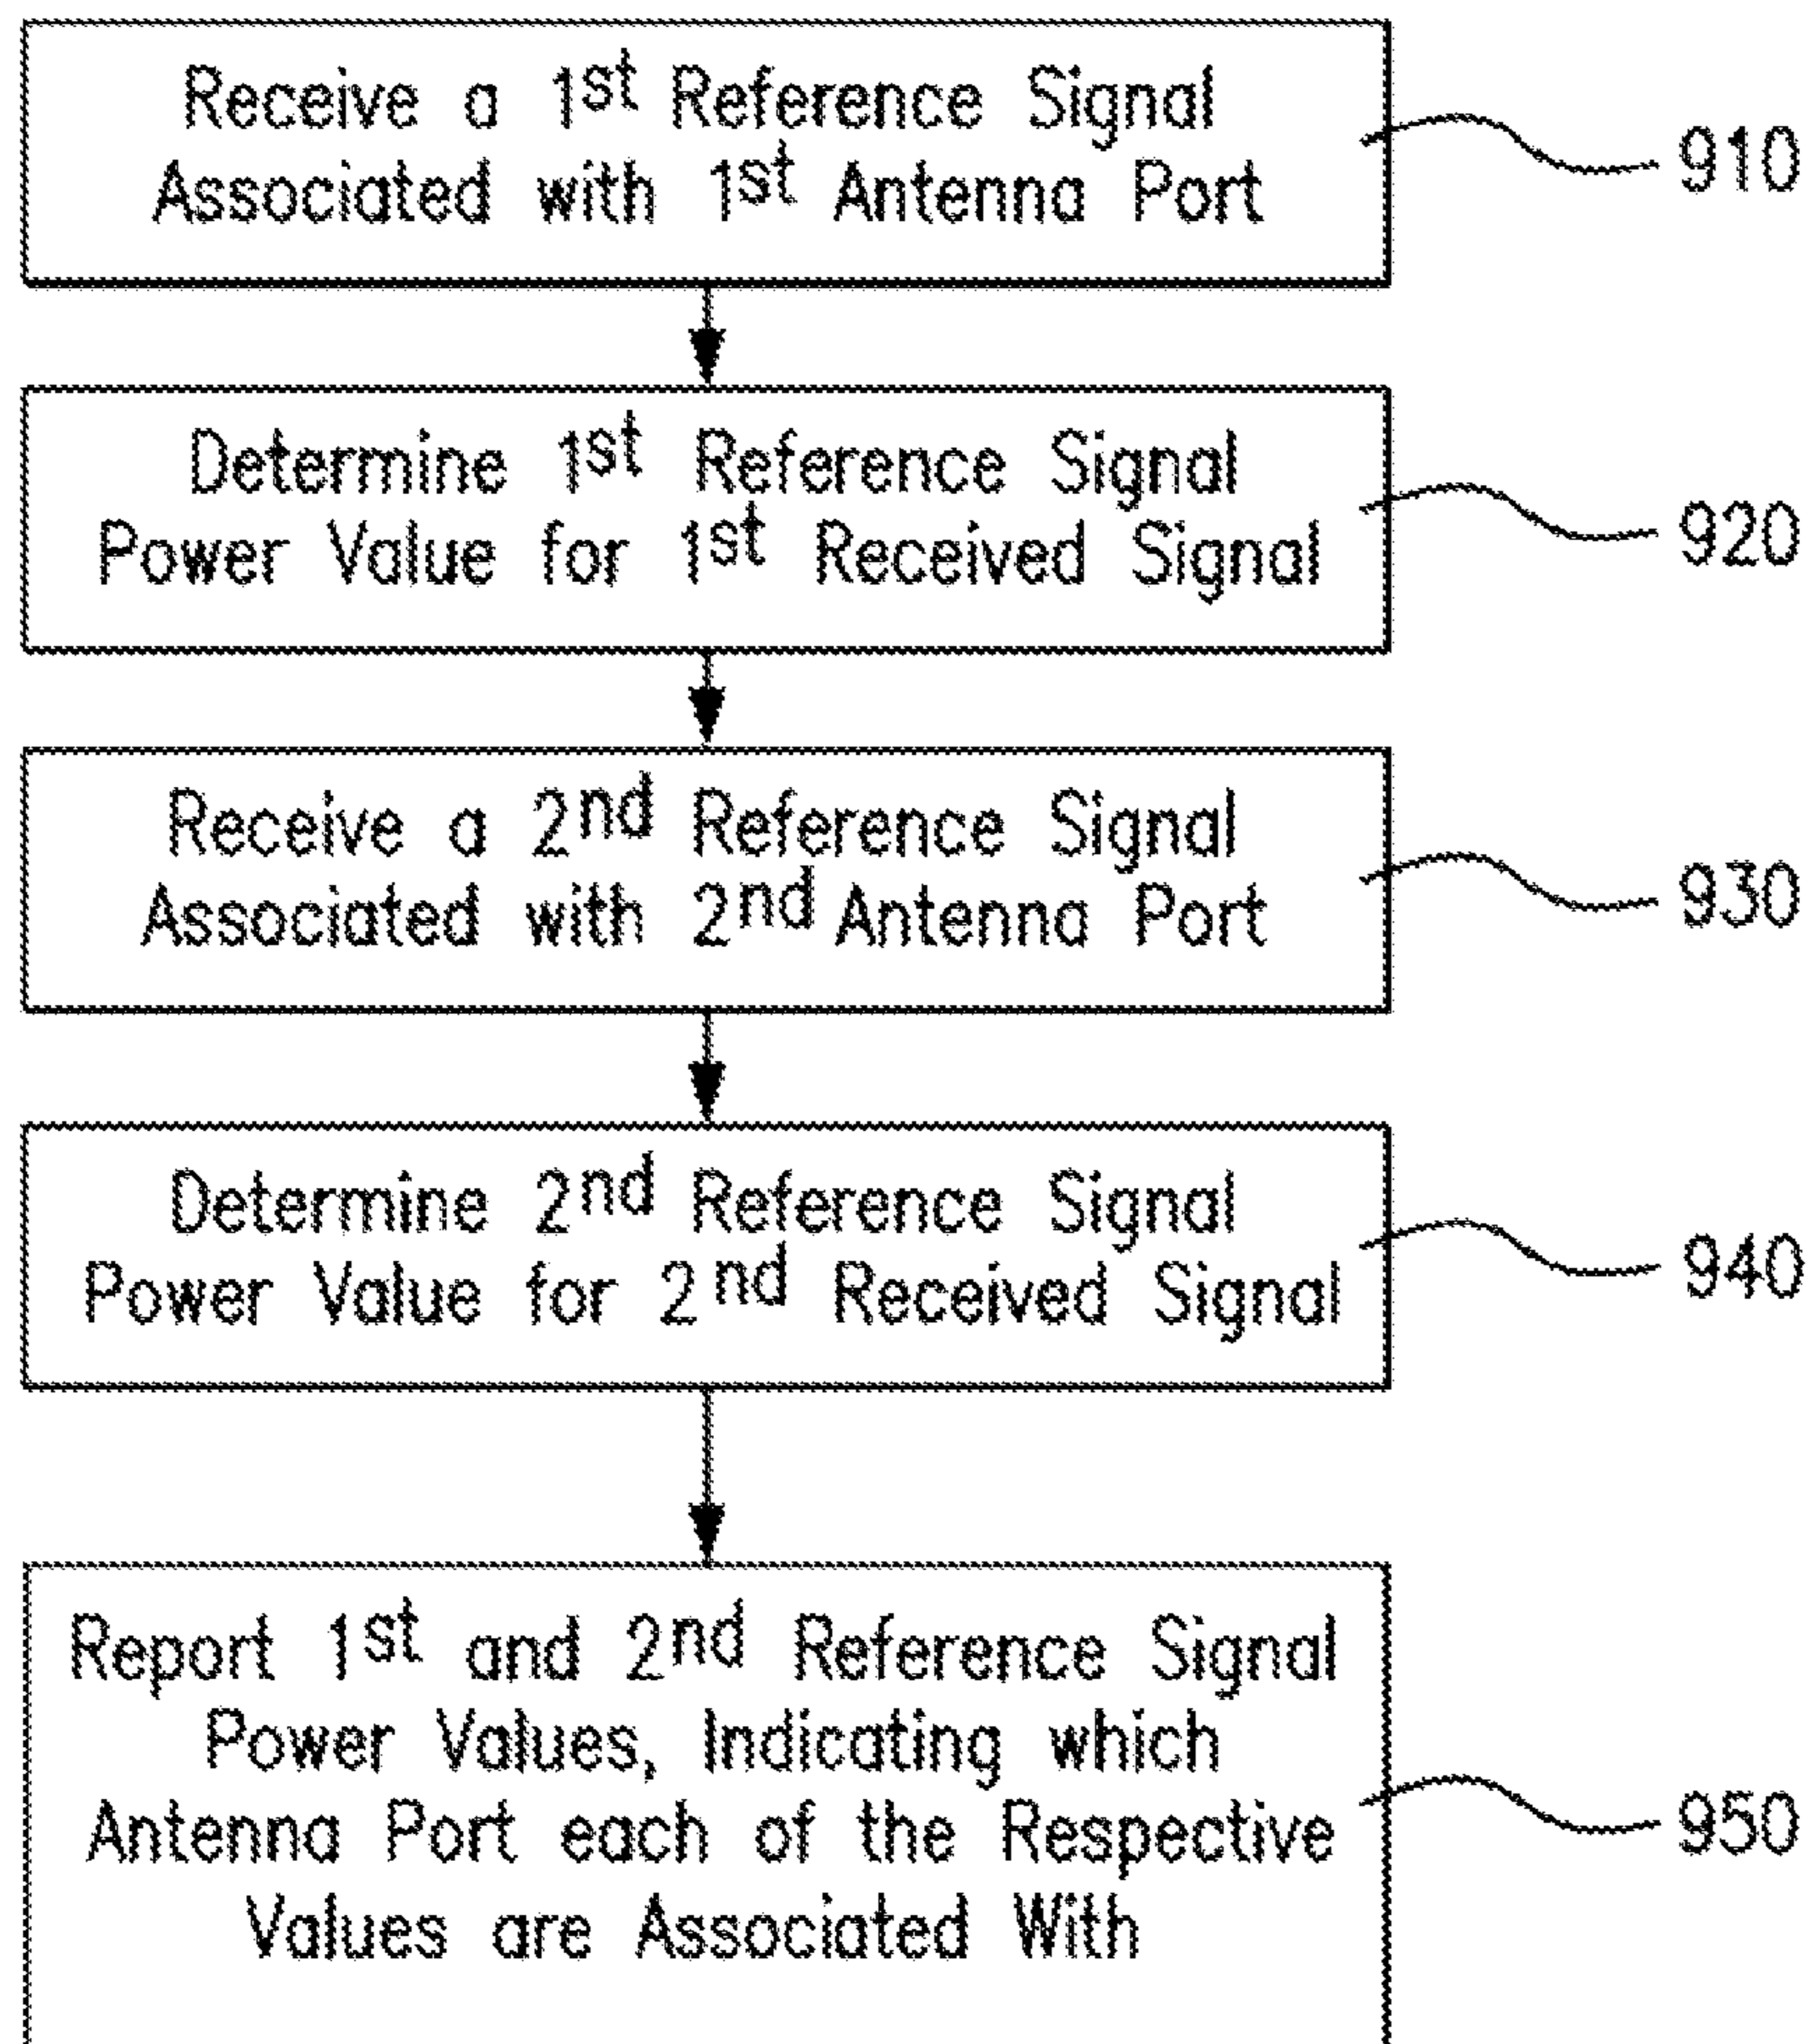 Receive a 1st Reference Signal
Associated with 1st Antenna Port
910
Determine 1st Reference Signal
Power Value for 1st Received Signal
920
Receive a 2nd Reference Signal
Associated with 2nd Antenna Port
930
Determine 2nd Reference Signal
Power Value for 2nd Received Signal
940
Report 1st and 2nd Reference Signal
Power Values, Indicating which
Antenna Port each of the Respective
Values are Associated With
950